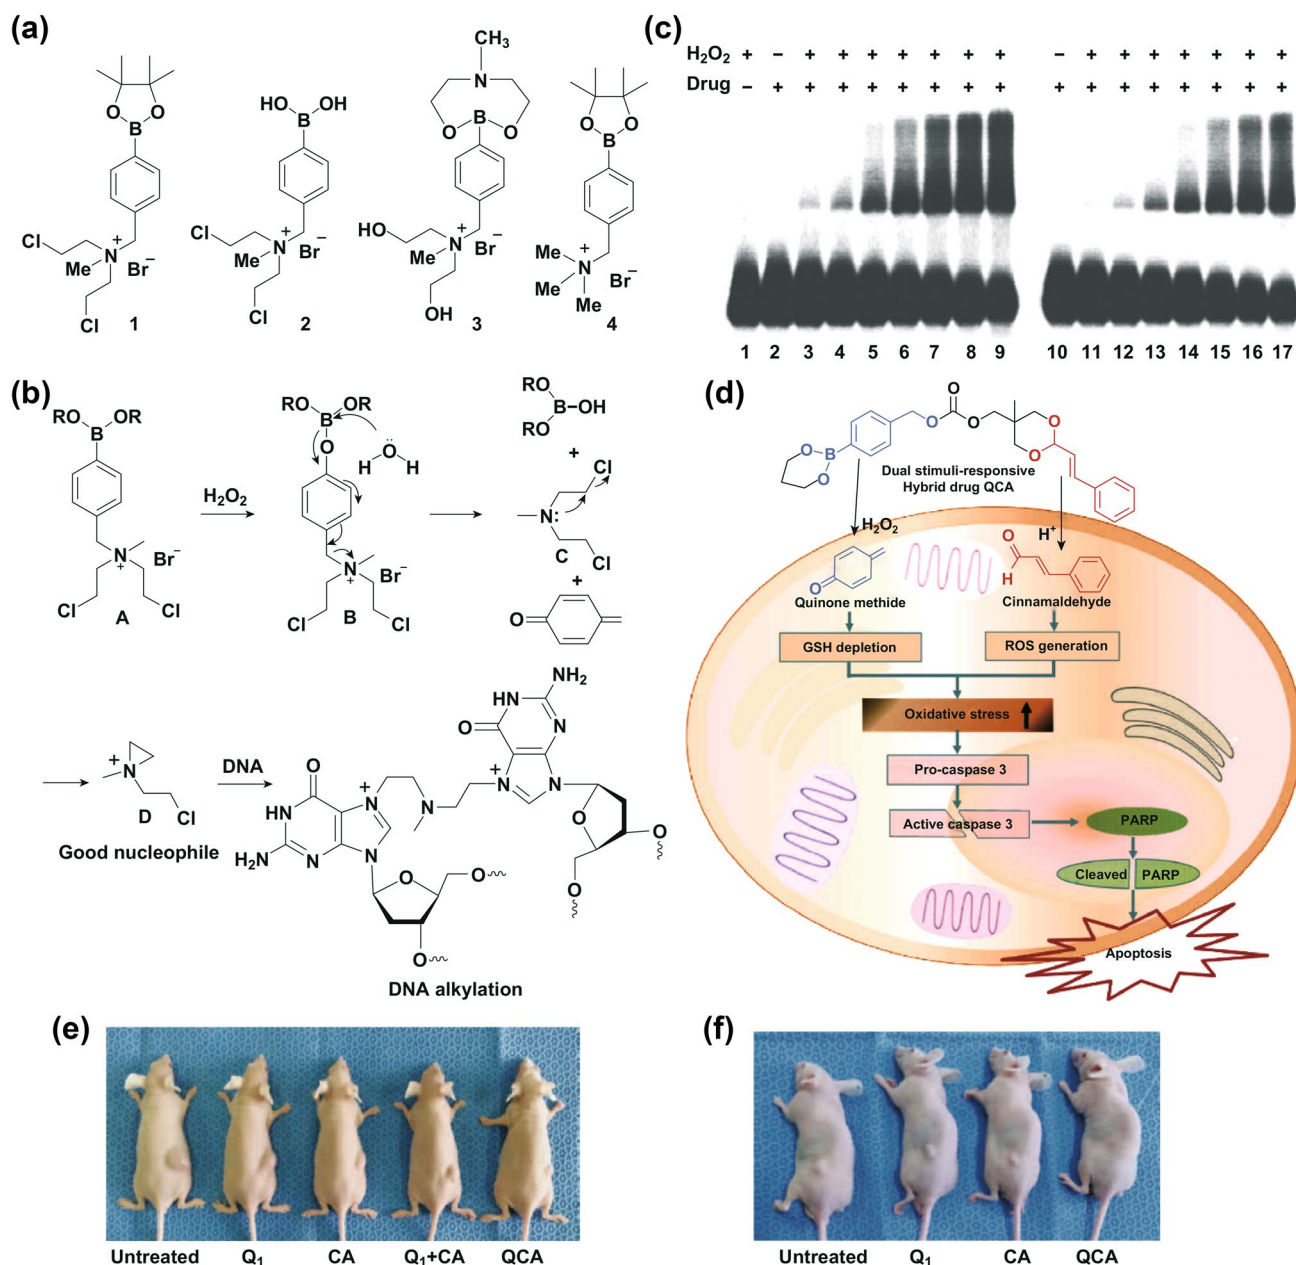 (a)
CH₃
N
O B O
B
HO OH
B
O B O
Cl
N+
Me Br⁻
Cl
1
Cl
N+
Me Br⁻
Cl
2
HO
N+
Me Br⁻
OH
3
Me N+
Me Me Br⁻
4
(c)
H₂O₂ + − + + + + + + + − + + + + + + +
Drug − + + + + + + + + + + + + + + + +
1 2 3 4 5 6 7 8 9 10 11 12 13 14 15 16 17
(b)
RO OR
B
N+
Br⁻
Cl Cl
A
H₂O₂
RO OR
B
O
H Ö H
N+
Br⁻
Cl Cl
B
RO
B-OH
RO
+
Cl
N:
C
Cl
+
O
N+
D
Cl
Good nucleophile
DNA
O
HN
H₂N N N
N+
N
N+
N
NH₂
HN N
O
O
O
O
O
O
O
DNA alkylation
(d)
O
O O
O
O
O
B
O
Dual stimuli-responsive
Hybrid drug QCA
H₂O₂
H⁺
O
Quinone methide
O
H
Cinnamaldehyde
GSH depletion
ROS generation
Oxidative stress
Pro-caspase 3
Active caspase 3
PARP
Cleaved PARP
Apoptosis
(e)
Untreated Q₁ CA Q₁+CA QCA
(f)
Untreated Q₁ CA QCA